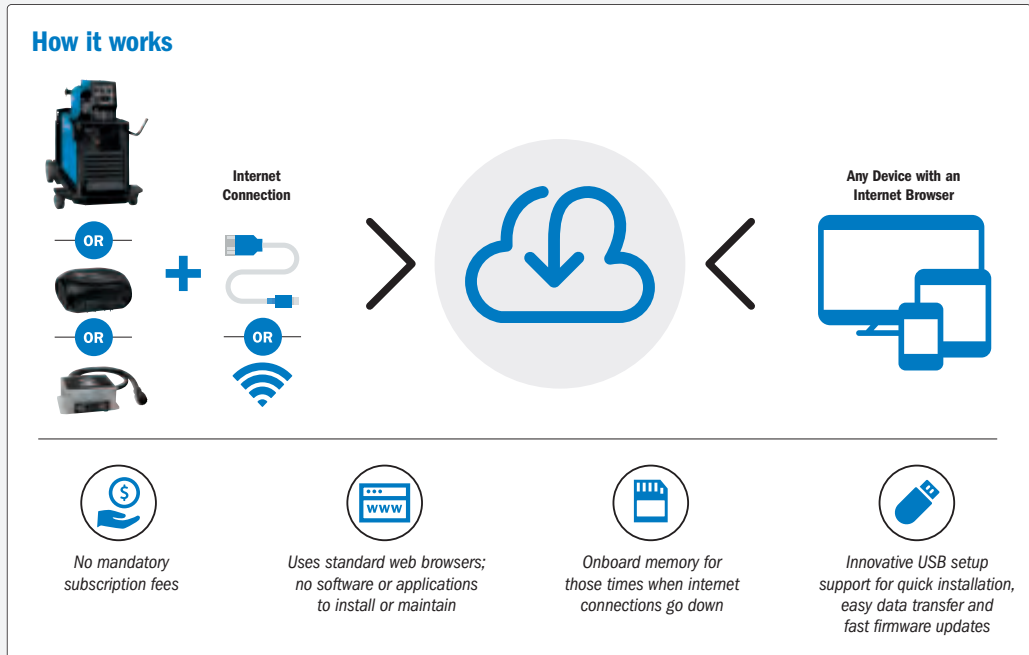 How it works
OR
OR
Internet
Connection
OR
Any Device with an
Internet Browser
$
No mandatory
subscription fees
www
Uses standard web browsers;
no software or applications
to install or maintain
Onboard memory for
those times when internet
connections go down
Innovative USB setup
support for quick installation,
easy data transfer and
fast firmware updates